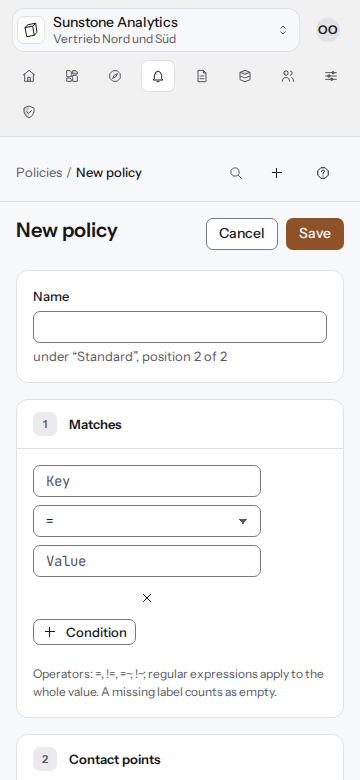 Sunstone Analytics
Vertrieb Nord und Süd
OO
Policies / New policy
New policy
Cancel
Save
Name
under “Standard”, position 2 of 2
1
Matches
Key
=
Value
Condition
Operators: =, !=, =~, !~; regular expressions apply to the
whole value. A missing label counts as empty.
2
Contact points